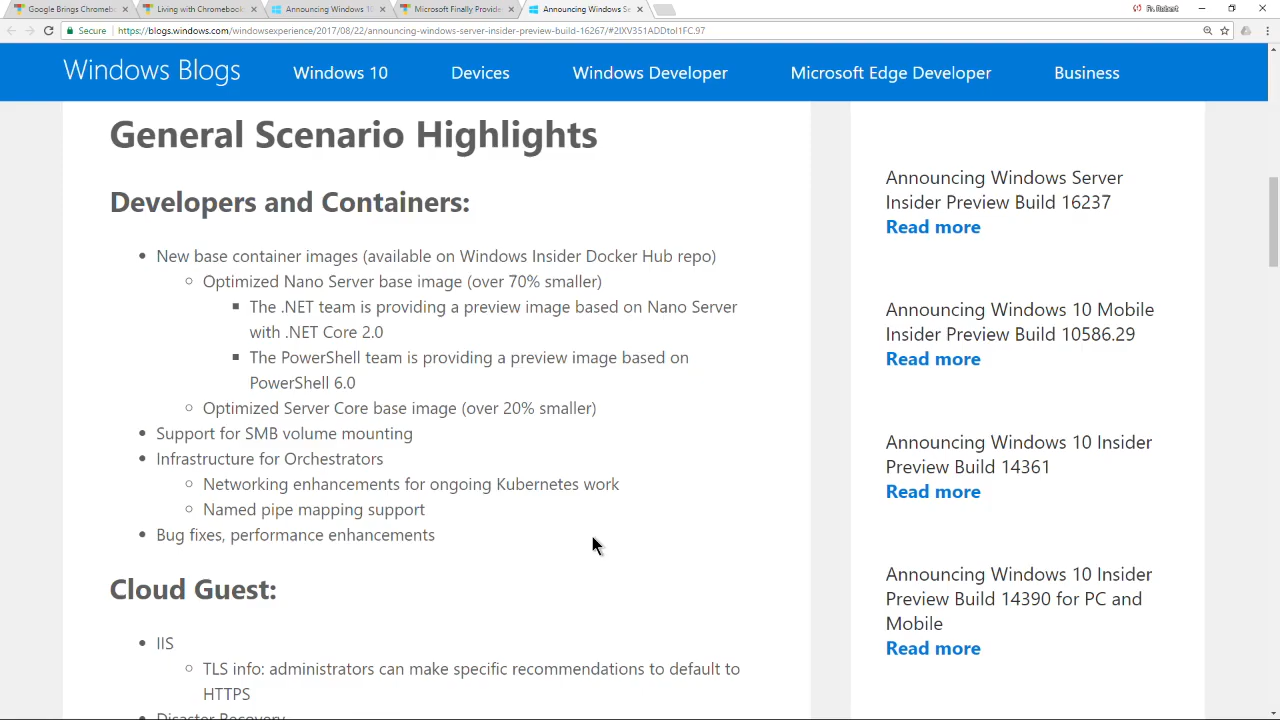 Google Brings Chromeb
Living with Chromebook
Announcing Windows 10
Microsoft Finally Provide
Announcing Windows Se
Fr. Robert
Secure
https://blogs.windows.com/windowsexperience/2017/08/22/announcing-windows-server-insider-preview-build-16267/#2IXV351ADDtoI1FC.97
Windows Blogs
Windows 10
Devices
Windows Developer
Microsoft Edge Developer
Business
General Scenario Highlights
Developers and Containers:
• New base container images (available on Windows Insider Docker Hub repo)
○ Optimized Nano Server base image (over 70% smaller)
▪ The .NET team is providing a preview image based on Nano Server
with .NET Core 2.0
▪ The PowerShell team is providing a preview image based on
PowerShell 6.0
○ Optimized Server Core base image (over 20% smaller)
• Support for SMB volume mounting
• Infrastructure for Orchestrators
○ Networking enhancements for ongoing Kubernetes work
○ Named pipe mapping support
• Bug fixes, performance enhancements
Cloud Guest:
• IIS
○ TLS info: administrators can make specific recommendations to default to
HTTPS
• Disaster Recovery
Announcing Windows Server
Insider Preview Build 16237
Read more
Announcing Windows 10 Mobile
Insider Preview Build 10586.29
Read more
Announcing Windows 10 Insider
Preview Build 14361
Read more
Announcing Windows 10 Insider
Preview Build 14390 for PC and
Mobile
Read more